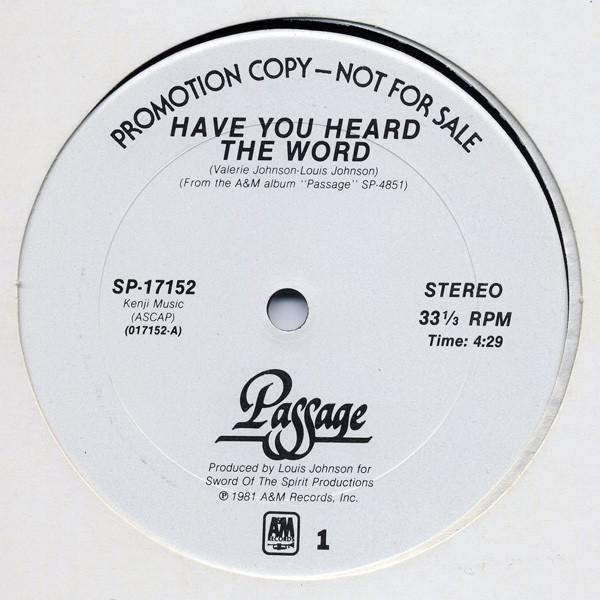 PROMOTION COPY—NOT FOR SALE
HAVE YOU HEARD
THE WORD
(Valerie Johnson-Louis Johnson)
(From the A&M album "Passage" SP-4851)
SP-17152
Kenji Music
(ASCAP)
(017152-A)
STEREO
33 1/3 RPM
Time: 4:29
Passage
Produced by Louis Johnson for
Sword Of The Spirit Productions
℗ 1981 A&M Records, Inc.
A&M
RECORDS
1